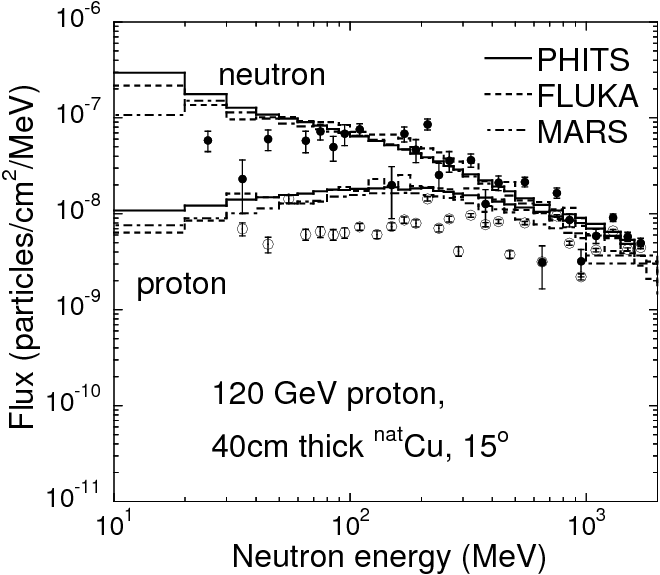 10^-6
10^-7
10^-8
10^-9
10^-10
10^-11
Flux (particles/cm^2/MeV)
neutron
PHITS
FLUKA
MARS
proton
120 GeV proton,
40cm thick ^natCu, 15^o
10^1 10^2 10^3
Neutron energy (MeV)